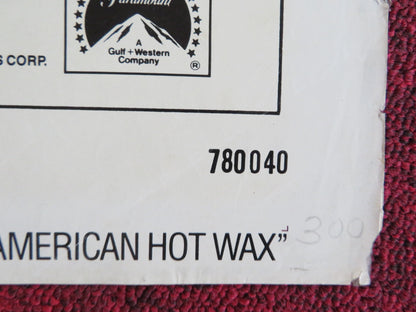 Paramount
A
Gulf + Western
Company
®
S CORP.
780040
AMERICAN HOT WAX"
300